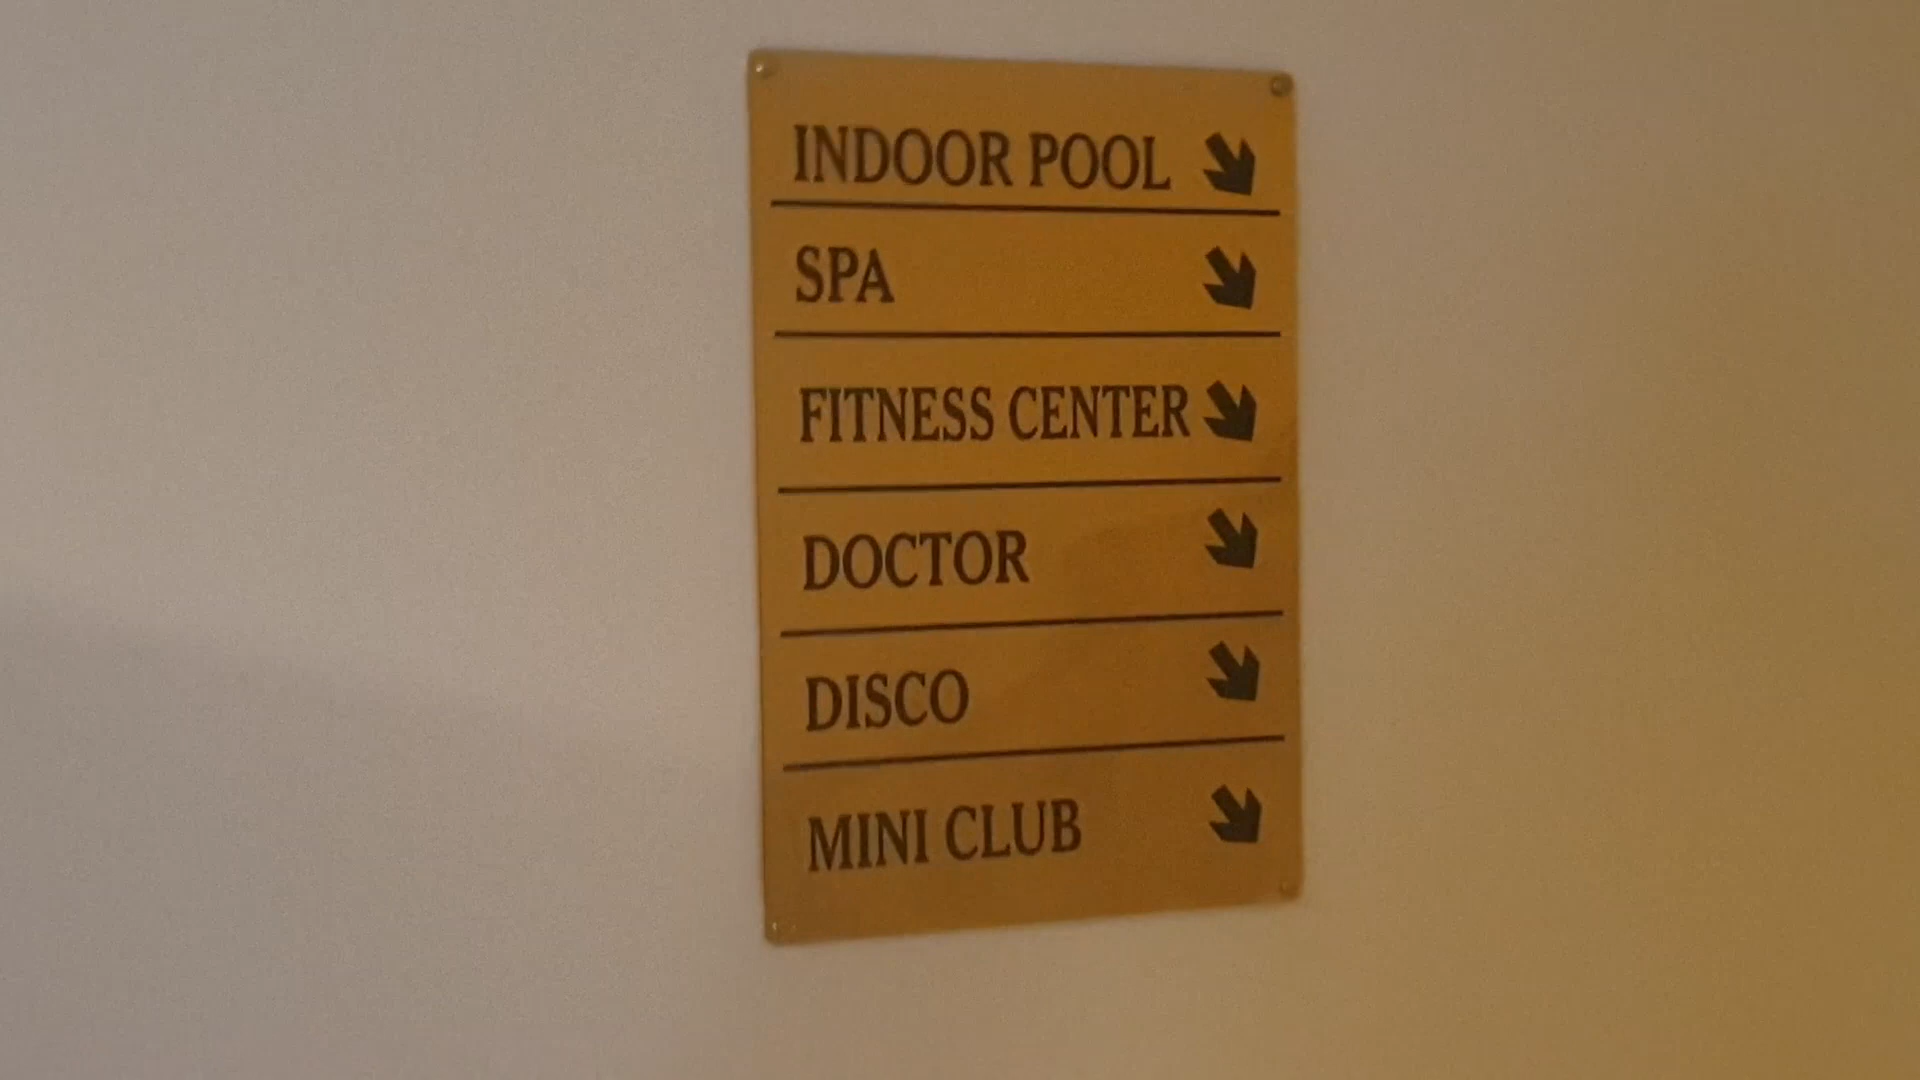 INDOOR POOL
SPA
FITNESS CENTER
DOCTOR
DISCO
MINI CLUB